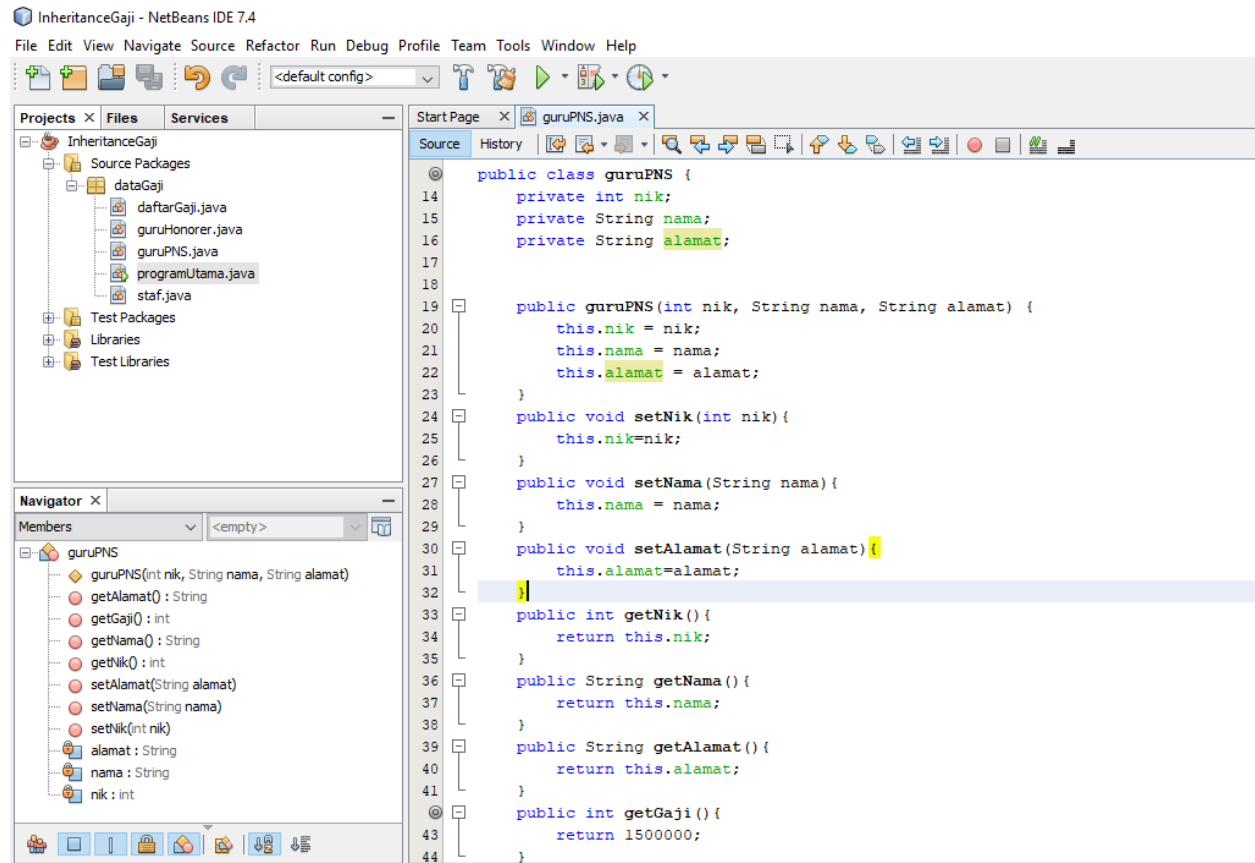 InheritanceGaji - NetBeans IDE 7.4
File Edit View Navigate Source Refactor Run Debug Profile Team Tools Window Help
<default config>
Projects Files Services
InheritanceGaji
Source Packages
dataGaji
daftarGaji.java
guruHonorer.java
guruPNS.java
programUtama.java
staf.java
Test Packages
Libraries
Test Libraries
Navigator
Members <empty>
guruPNS
guruPNS(int nik, String nama, String alamat)
getAlamat() : String
getGaji() : int
getNama() : String
getNik() : int
setAlamat(String alamat)
setNama(String nama)
setNik(int nik)
alamat : String
nama : String
nik : int
Start Page guruPNS.java
Source History
public class guruPNS {
14 private int nik;
15 private String nama;
16 private String alamat;
17
18
19 public guruPNS(int nik, String nama, String alamat) {
20 this.nik = nik;
21 this.nama = nama;
22 this.alamat = alamat;
23 }
24 public void setNik(int nik){
25 this.nik=nik;
26 }
27 public void setNama(String nama){
28 this.nama = nama;
29 }
30 public void setAlamat(String alamat){
31 this.alamat=alamat;
32 }
33 public int getNik(){
34 return this.nik;
35 }
36 public String getNama(){
37 return this.nama;
38 }
39 public String getAlamat(){
40 return this.alamat;
41 }
public int getGaji(){
43 return 1500000;
44 }